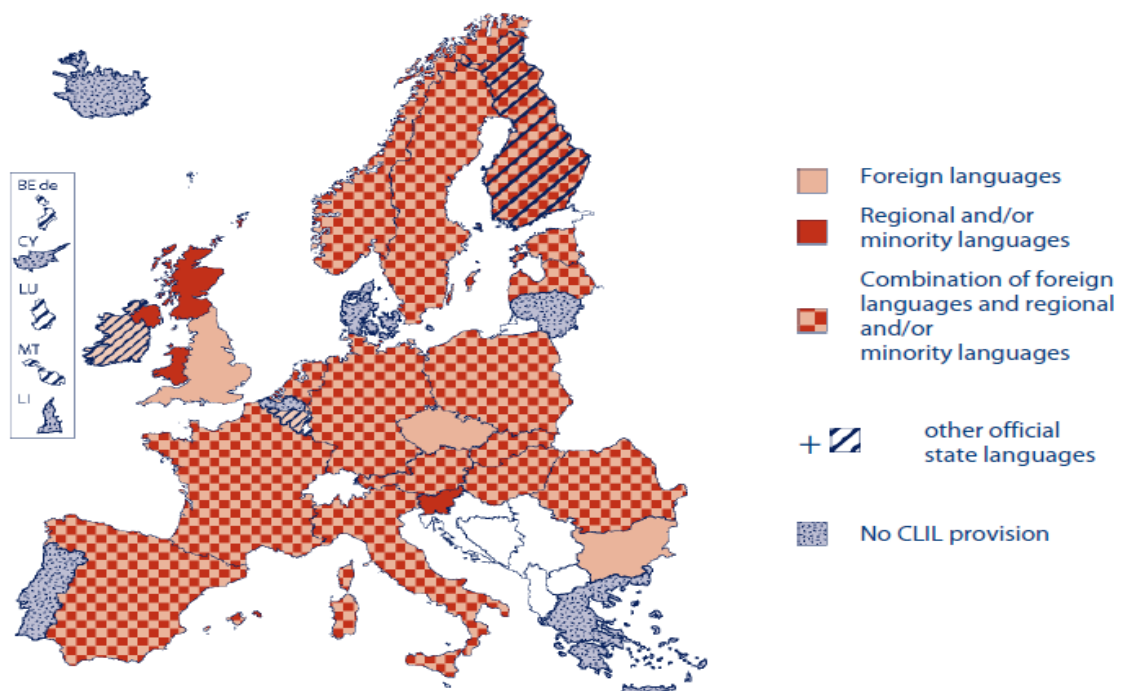 BE de
CY
LU
MT
LI
Foreign languages
Regional and/or
minority languages
Combination of foreign
languages and regional
and/or
minority languages
+
other official
state languages
No CLIL provision